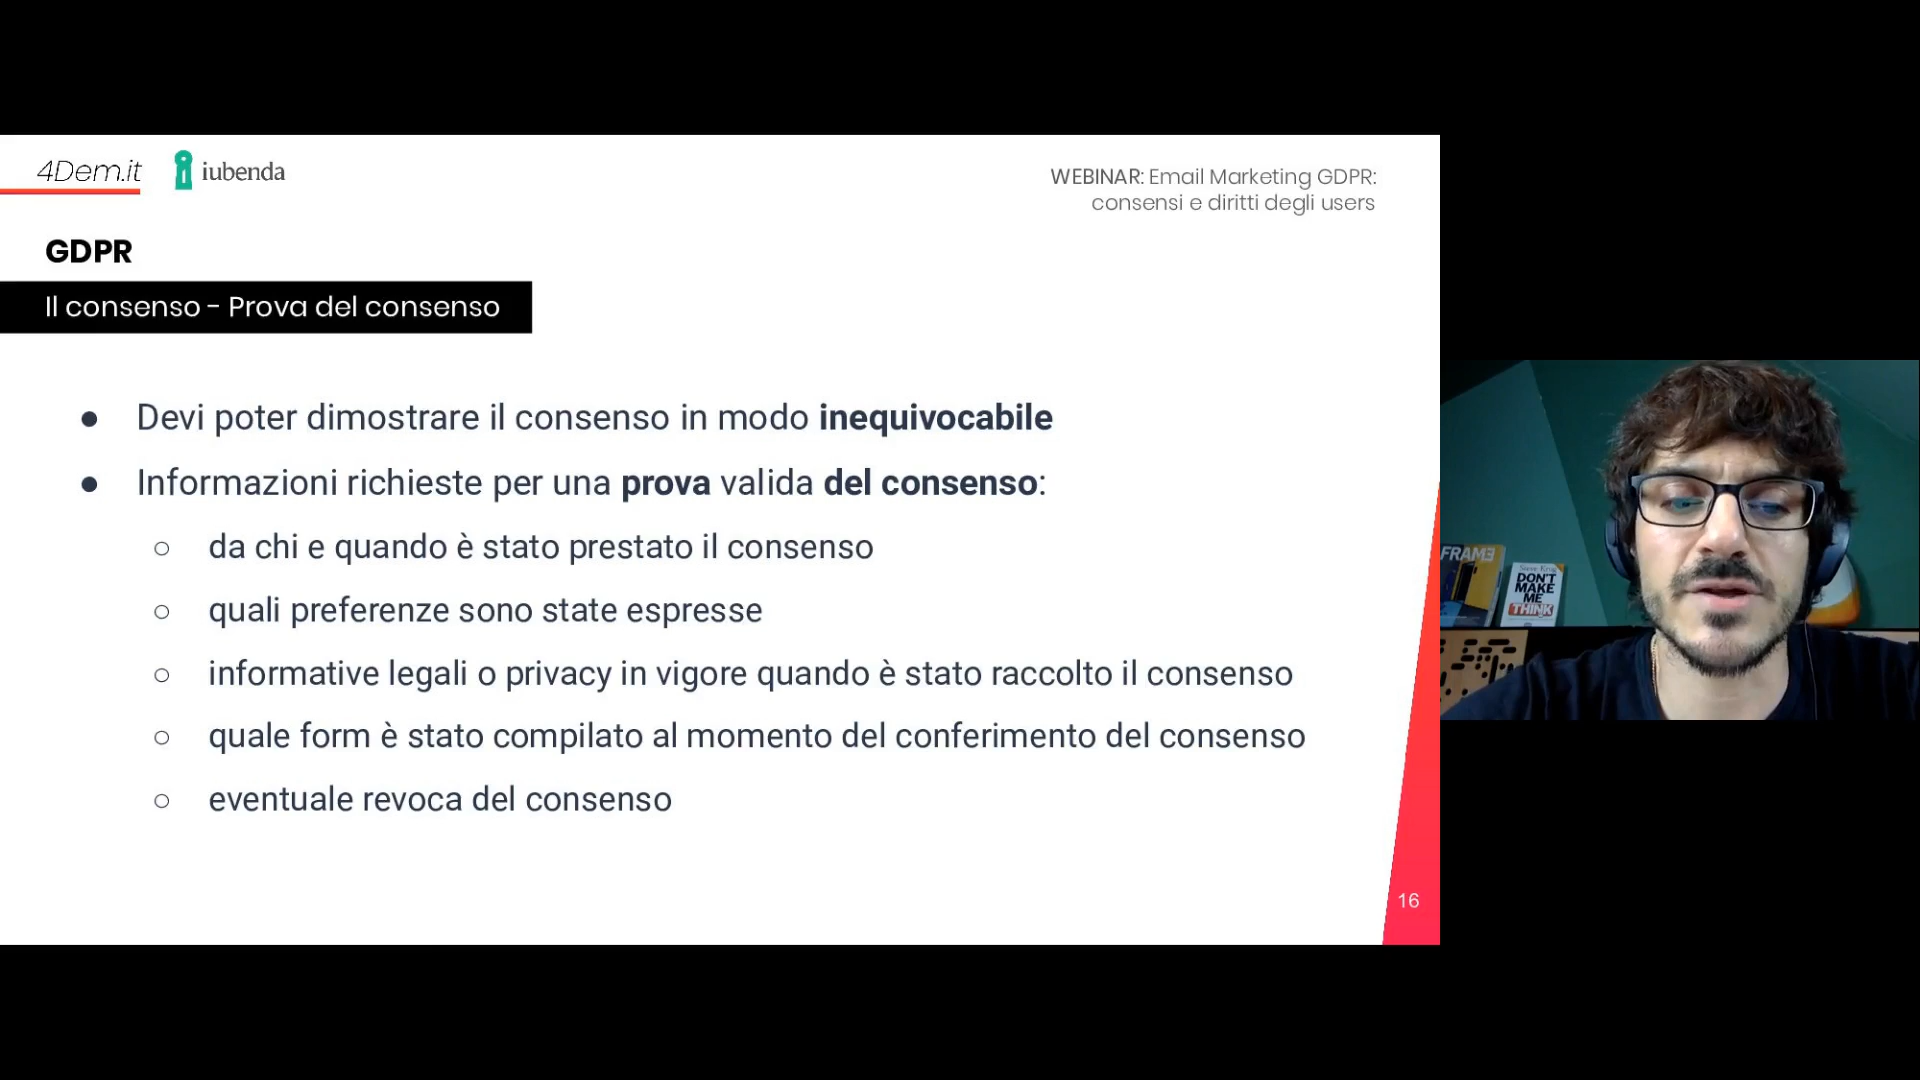 4Dem.it
iubenda
WEBINAR: Email Marketing GDPR:
consensi e diritti degli users
GDPR
Il consenso - Prova del consenso
● Devi poter dimostrare il consenso in modo inequivocabile
● Informazioni richieste per una prova valida del consenso:
○ da chi e quando è stato prestato il consenso
○ quali preferenze sono state espresse
○ informative legali o privacy in vigore quando è stato raccolto il consenso
○ quale form è stato compilato al momento del conferimento del consenso
○ eventuale revoca del consenso
16
FRAME
Steve Krug
DON'T
MAKE
ME
THINK